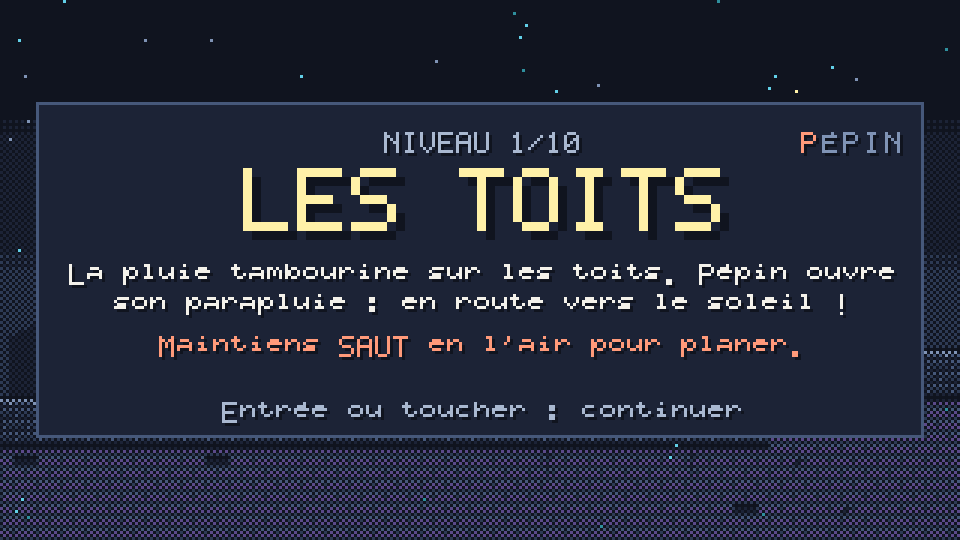 NIVEAU 1/10
PÉPIN
LES TOITS
La pluie tambourine sur les toits. Pépin ouvre
son parapluie : en route vers le soleil !
Maintiens SAUT en l'air pour planer.
Entrée ou toucher : continuer